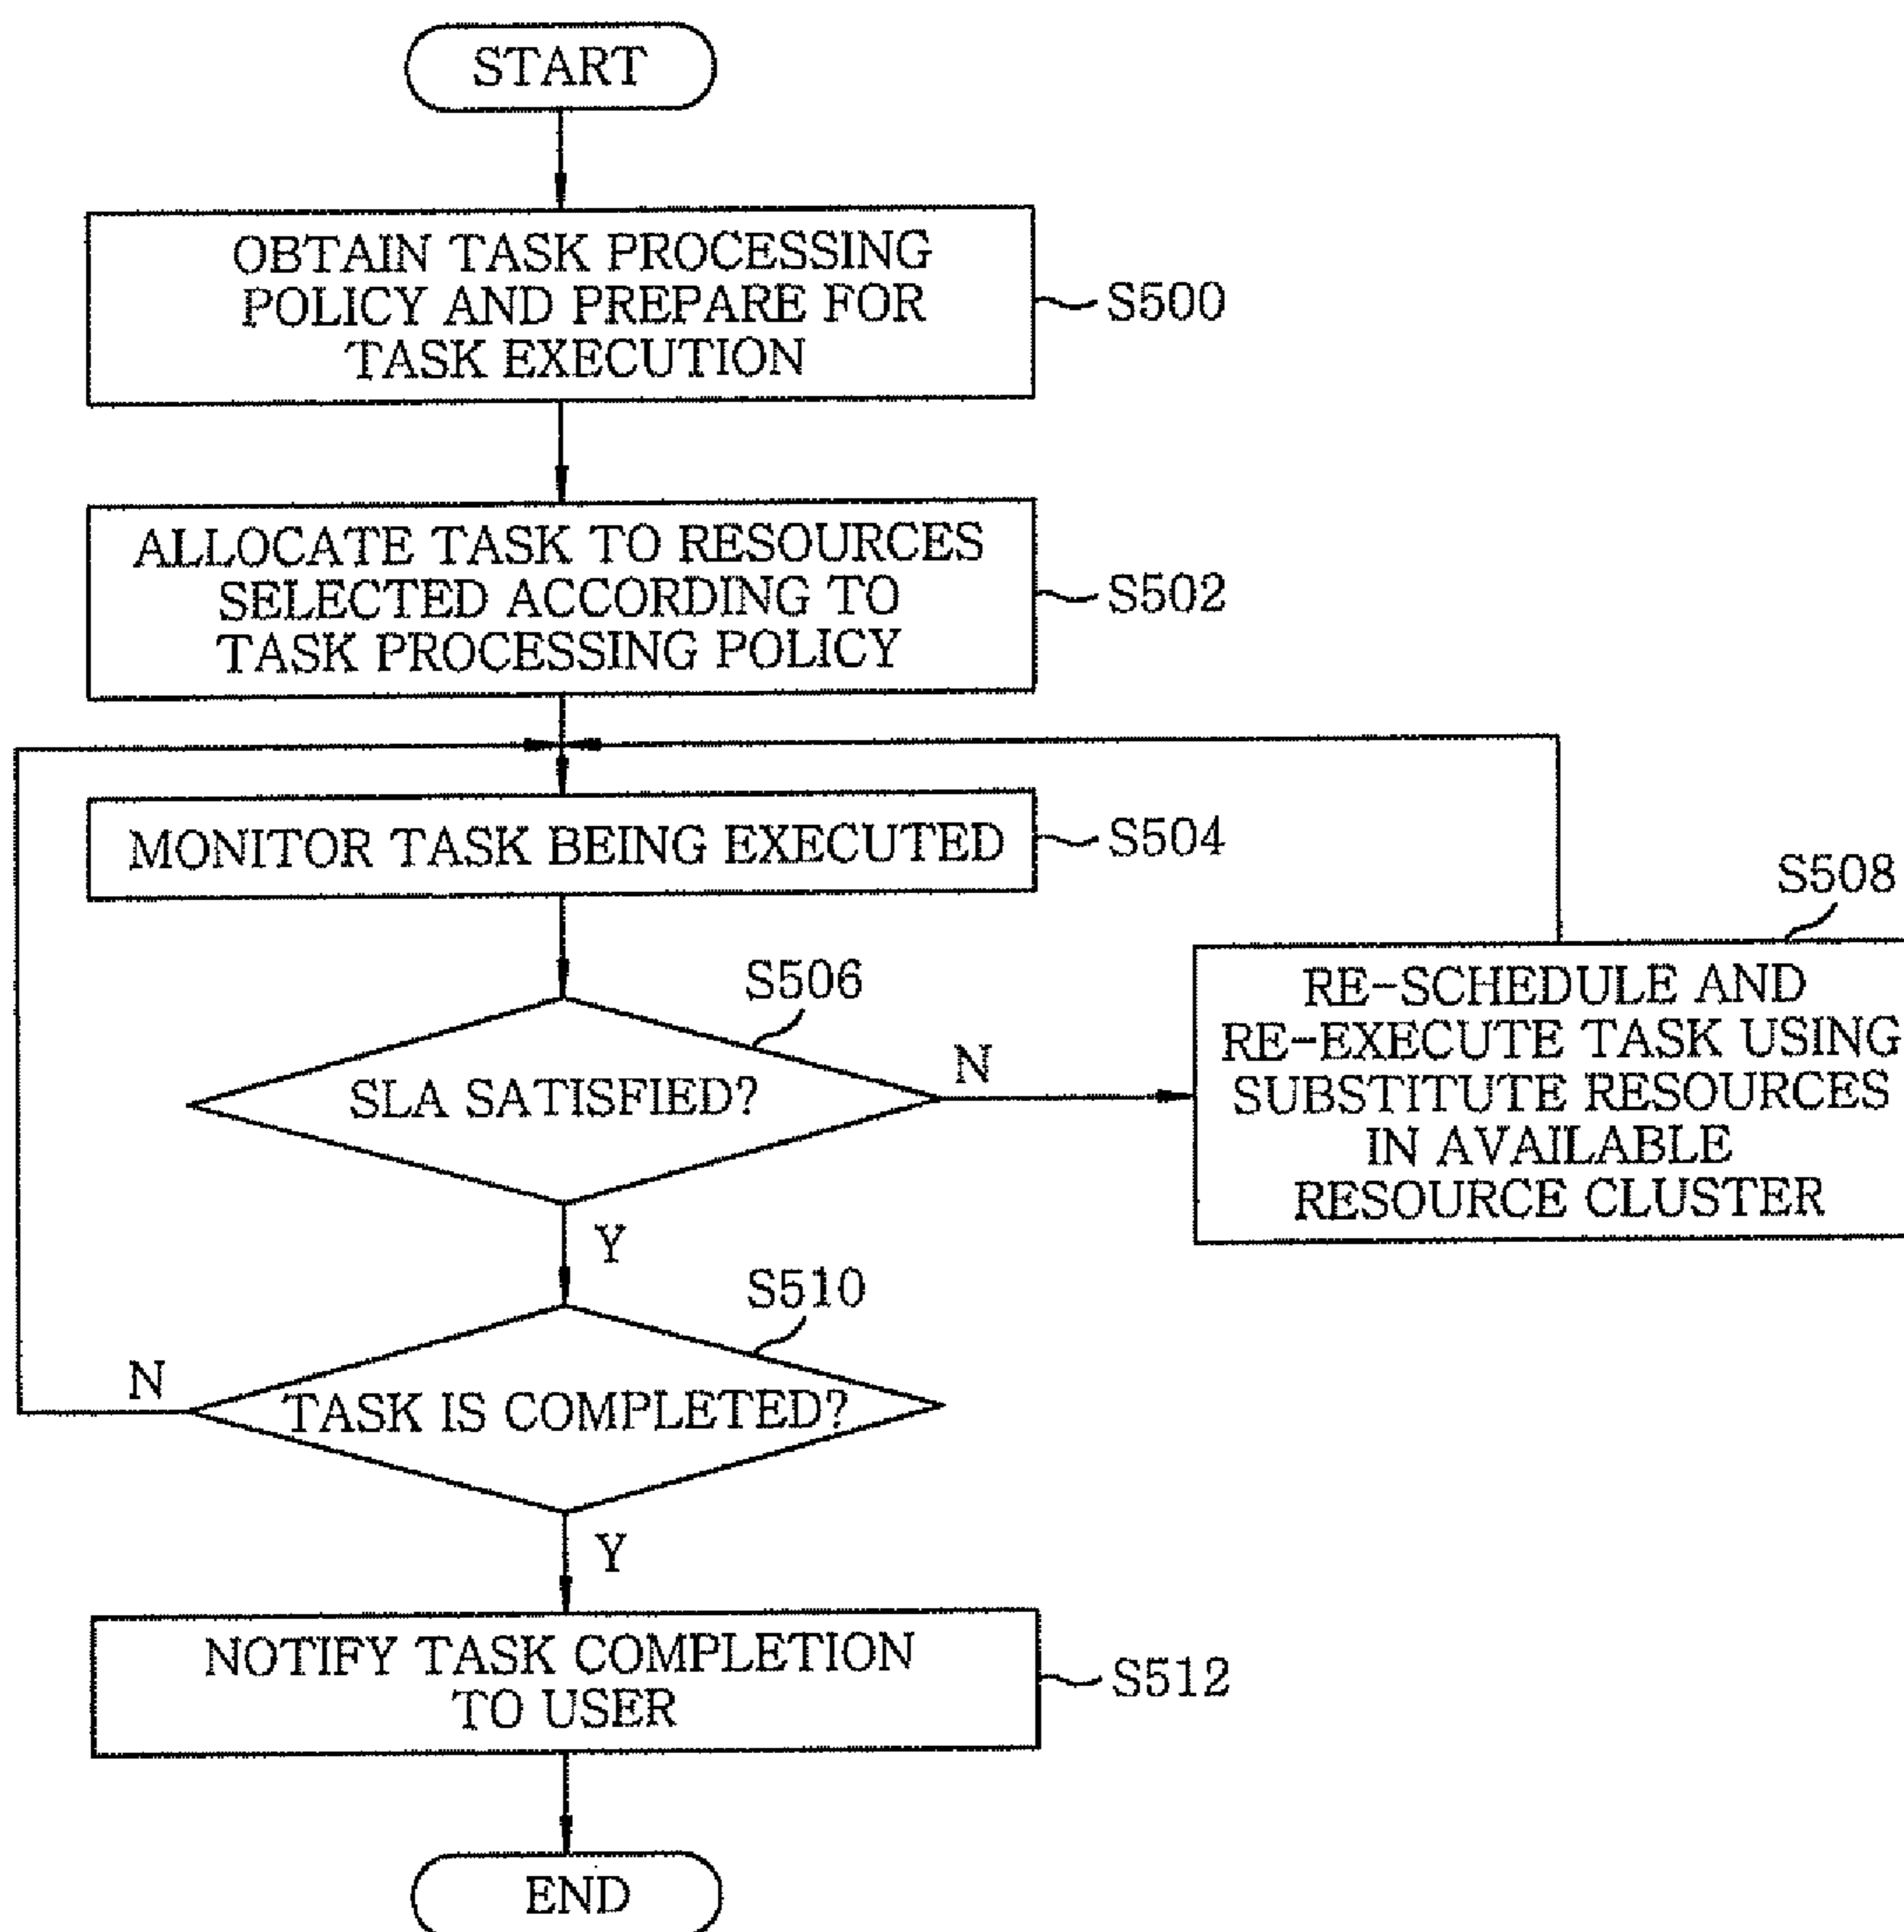 START
OBTAIN TASK PROCESSING
POLICY AND PREPARE FOR
TASK EXECUTION
S500
ALLOCATE TASK TO RESOURCES
SELECTED ACCORDING TO
TASK PROCESSING POLICY
S502
MONITOR TASK BEING EXECUTED
S504
S506
SLA SATISFIED?
N
Y
S508
RE-SCHEDULE AND
RE-EXECUTE TASK USING
SUBSTITUTE RESOURCES
IN AVAILABLE
RESOURCE CLUSTER
S510
TASK IS COMPLETED?
N
Y
NOTIFY TASK COMPLETION
TO USER
S512
END